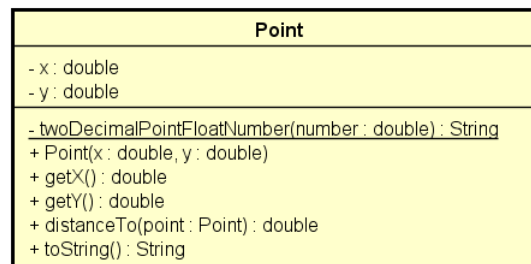 Point
- x : double
- y : double
- twoDecimalPointFloatNumber(number : double) : String
+ Point(x : double, y : double)
+ getX() : double
+ getY() : double
+ distanceTo(point : Point) : double
+ toString() : String